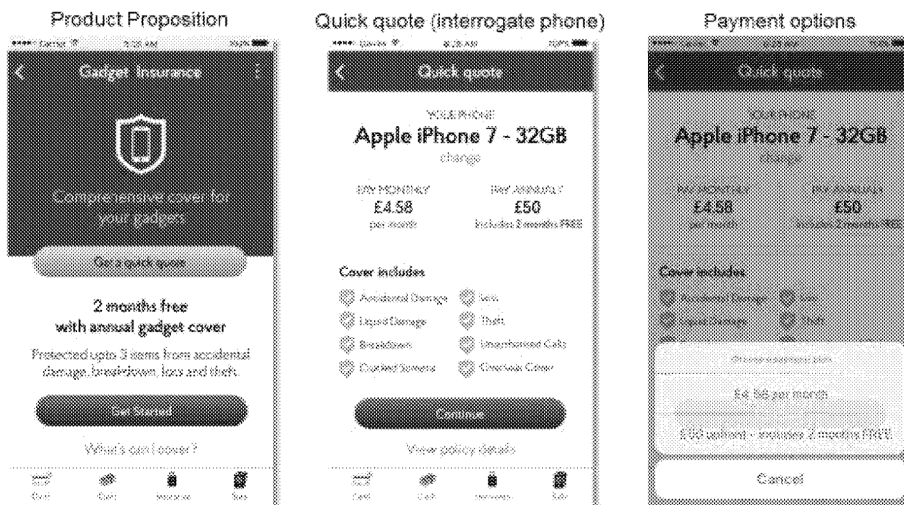 Product Proposition
Gadget Insurance
Comprehensive cover for
your gadgets
Get a quick quote
2 months free
with annual gadget cover
Protected upto 3 items from accidental
damage, breakdown, loss and theft.
Get Started
What's can I cover?
Quick quote (interrogate phone)
Quick quote
YOUR PHONE
Apple iPhone 7 - 32GB
change
PAY MONTHLY
£4.58
per month
PAY ANNUALY
£50
includes 2 months FREE
Cover includes
Accidental Damage
Loss
Liquid Damage
Theft
Breakdown
Unauthorised Calls
Cracked Screens
Overseas Cover
Continue
View policy details
Payment options
Quick quote
YOUR PHONE
Apple iPhone 7 - 32GB
change
PAY MONTHLY
£4.58
per month
PAY ANNUALY
£50
includes 2 months FREE
Cover includes
Accidental Damage
Loss
Liquid Damage
Theft
£4.58 per month
£50 upfront - includes 2 months FREE
Cancel